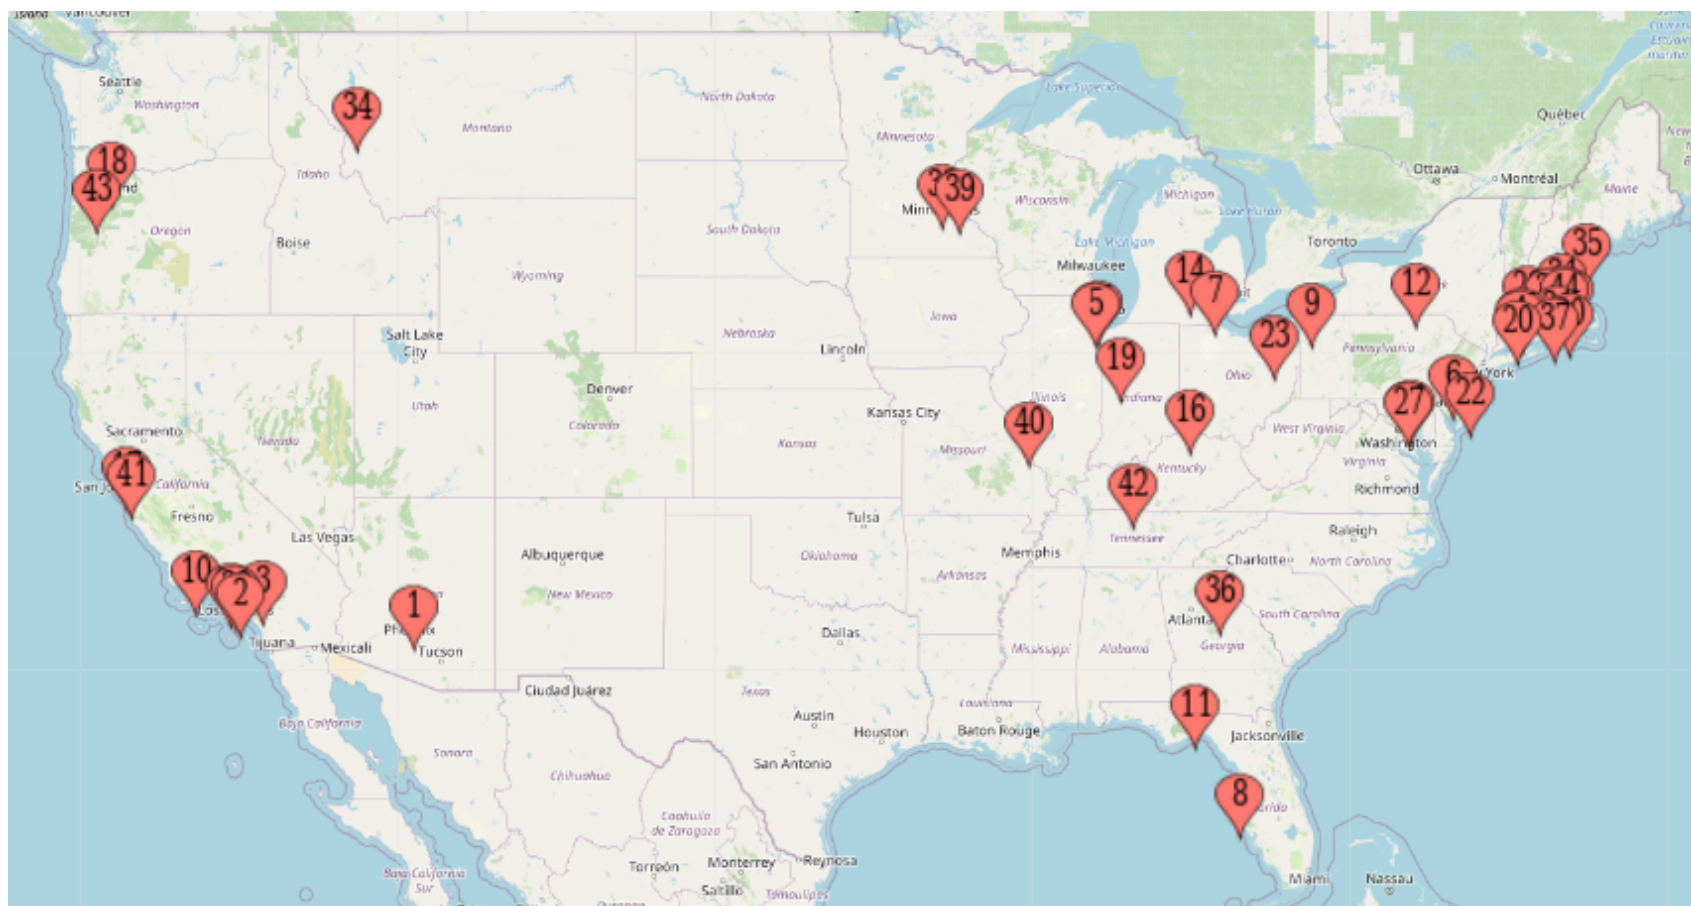 Seattle
Washington
34
Montana
North Dakota
Minnesota
Lake Superior
Québec
Ottawa
Montréal
Maine
18
43
Idaho
Oregon
Boise
39
Wisconsin
Michigan
Lake Huron
Toronto
South Dakota
Lake Michigan
Milwaukee
35
Wyoming
5
14
7
9
12
Salt Lake
City
Nebraska
Iowa
Lincoln
19
23
Pennsylvania
20
37
Denver
Utah
Colorado
Kansas City
Illinois
Indiana
Ohio
16
6
22
27
Sacramento
Nevada
Kansas
Missouri
40
West Virginia
Washington
Virginia
41
California
Kentucky
42
Richmond
Fresno
Las Vegas
Tulsa
Raleigh
Albuquerque
Oklahoma
Memphis
Tennessee
Charlotte
North Carolina
10
2
3
1
New Mexico
Arkansas
36
Atlanta
South Carolina
Tijuana
Mexicali
Tucson
Dallas
Mississippi
Alabama
Georgia
Ciudad Juárez
Texas
Louisiana
11
Baja California
Austin
Houston
Baton Rouge
Jacksonville
Sonora
Chihuahua
San Antonio
8
Coahuila
de Zaragoza
Torreón
Monterrey
Reynosa
Baja California
Sur
Saltillo
Tamaulipas
Miami
Nassau